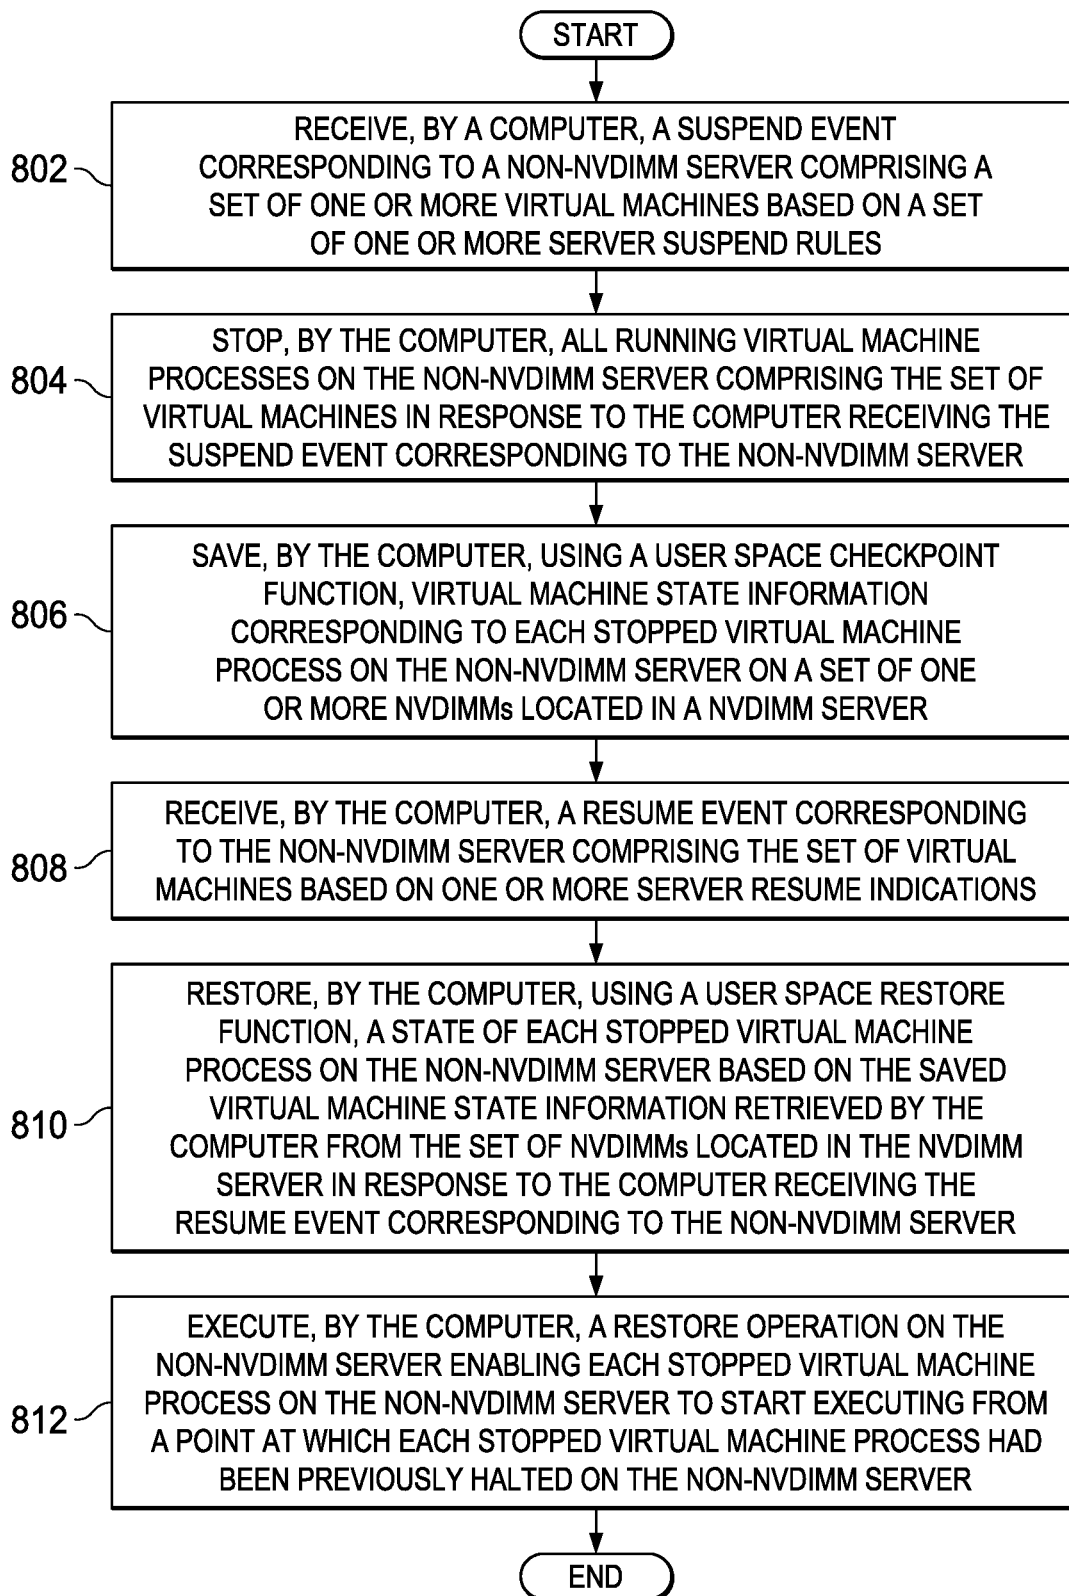 START
802
RECEIVE, BY A COMPUTER, A SUSPEND EVENT
CORRESPONDING TO A NON-NVDIMM SERVER COMPRISING A
SET OF ONE OR MORE VIRTUAL MACHINES BASED ON A SET
OF ONE OR MORE SERVER SUSPEND RULES
804
STOP, BY THE COMPUTER, ALL RUNNING VIRTUAL MACHINE
PROCESSES ON THE NON-NVDIMM SERVER COMPRISING THE SET OF
VIRTUAL MACHINES IN RESPONSE TO THE COMPUTER RECEIVING THE
SUSPEND EVENT CORRESPONDING TO THE NON-NVDIMM SERVER
806
SAVE, BY THE COMPUTER, USING A USER SPACE CHECKPOINT
FUNCTION, VIRTUAL MACHINE STATE INFORMATION
CORRESPONDING TO EACH STOPPED VIRTUAL MACHINE
PROCESS ON THE NON-NVDIMM SERVER ON A SET OF ONE
OR MORE NVDIMMs LOCATED IN A NVDIMM SERVER
808
RECEIVE, BY THE COMPUTER, A RESUME EVENT CORRESPONDING
TO THE NON-NVDIMM SERVER COMPRISING THE SET OF VIRTUAL
MACHINES BASED ON ONE OR MORE SERVER RESUME INDICATIONS
810
RESTORE, BY THE COMPUTER, USING A USER SPACE RESTORE
FUNCTION, A STATE OF EACH STOPPED VIRTUAL MACHINE
PROCESS ON THE NON-NVDIMM SERVER BASED ON THE SAVED
VIRTUAL MACHINE STATE INFORMATION RETRIEVED BY THE
COMPUTER FROM THE SET OF NVDIMMs LOCATED IN THE NVDIMM
SERVER IN RESPONSE TO THE COMPUTER RECEIVING THE
RESUME EVENT CORRESPONDING TO THE NON-NVDIMM SERVER
812
EXECUTE, BY THE COMPUTER, A RESTORE OPERATION ON THE
NON-NVDIMM SERVER ENABLING EACH STOPPED VIRTUAL MACHINE
PROCESS ON THE NON-NVDIMM SERVER TO START EXECUTING FROM
A POINT AT WHICH EACH STOPPED VIRTUAL MACHINE PROCESS HAD
BEEN PREVIOUSLY HALTED ON THE NON-NVDIMM SERVER
END